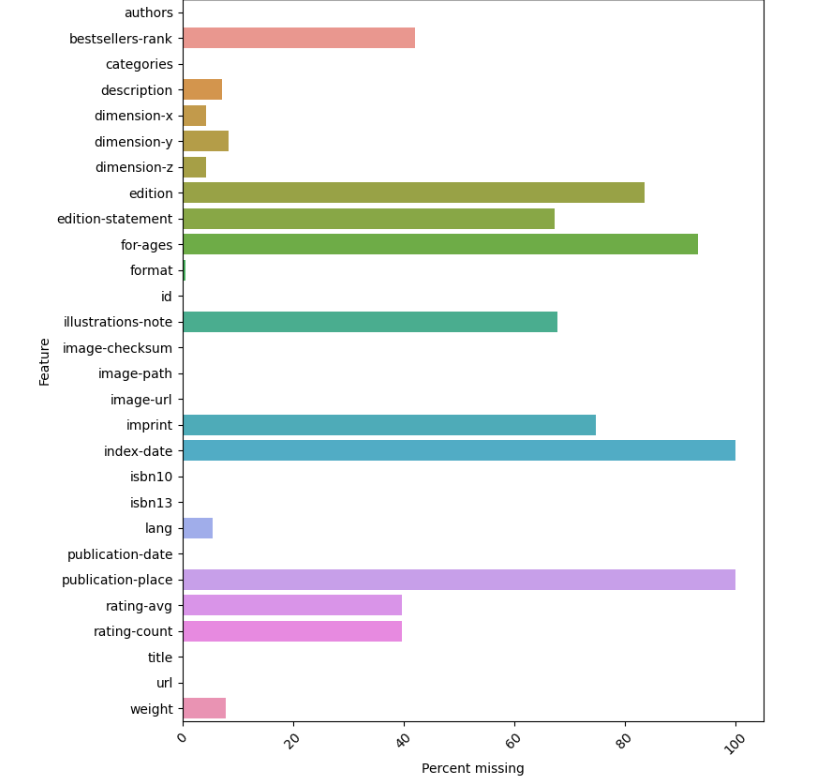 authors
bestsellers-rank
categories
description
dimension-x
dimension-y
dimension-z
edition
edition-statement
for-ages
format
id
illustrations-note
image-checksum
image-path
image-url
imprint
index-date
isbn10
isbn13
lang
publication-date
publication-place
rating-avg
rating-count
title
url
weight
Feature
0 20 40 60 80 100
Percent missing